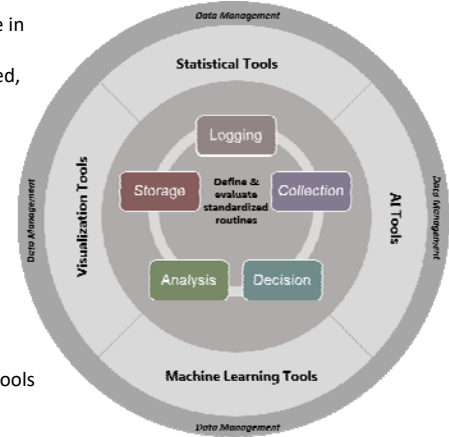 Data Management
e in
Statistical Tools
ed,
Logging
Storage
Define &
evaluate
standardized
routines
Collection
Visualization Tools
Data Management
AI Tools
Data Management
Analysis
Decision
ools
Machine Learning Tools
Data Management